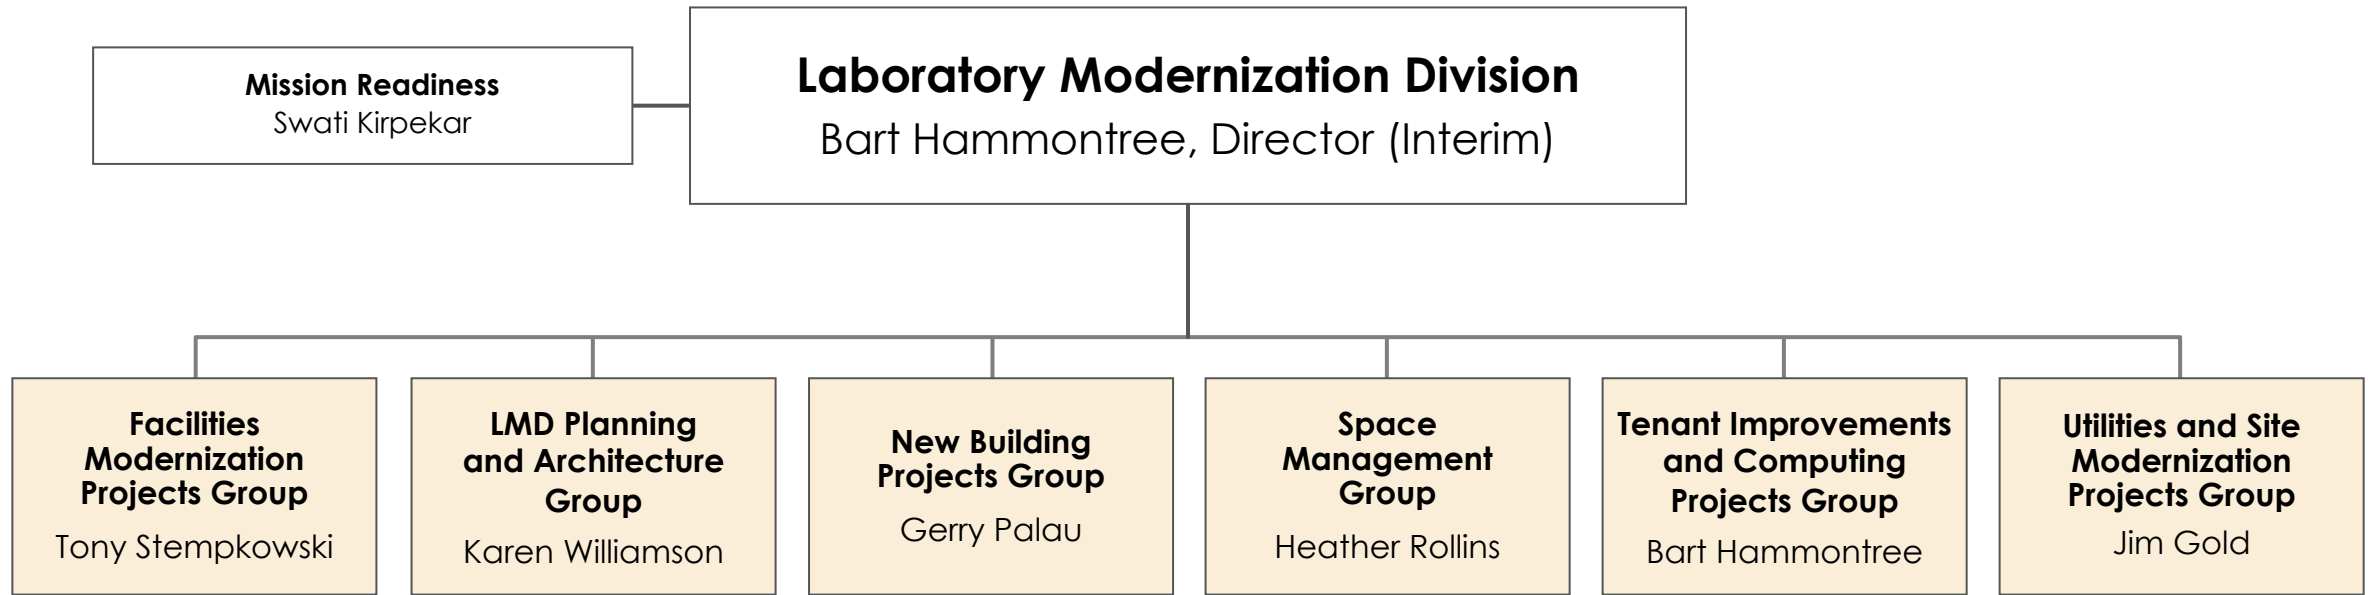 Mission Readiness
Swati Kirpekar
Laboratory Modernization Division
Bart Hammontree, Director (Interim)
Facilities
Modernization
Projects Group
Tony Stempkowski
LMD Planning
and Architecture
Group
Karen Williamson
New Building
Projects Group
Gerry Palau
Space
Management
Group
Heather Rollins
Tenant Improvements
and Computing
Projects Group
Bart Hammontree
Utilities and Site
Modernization
Projects Group
Jim Gold